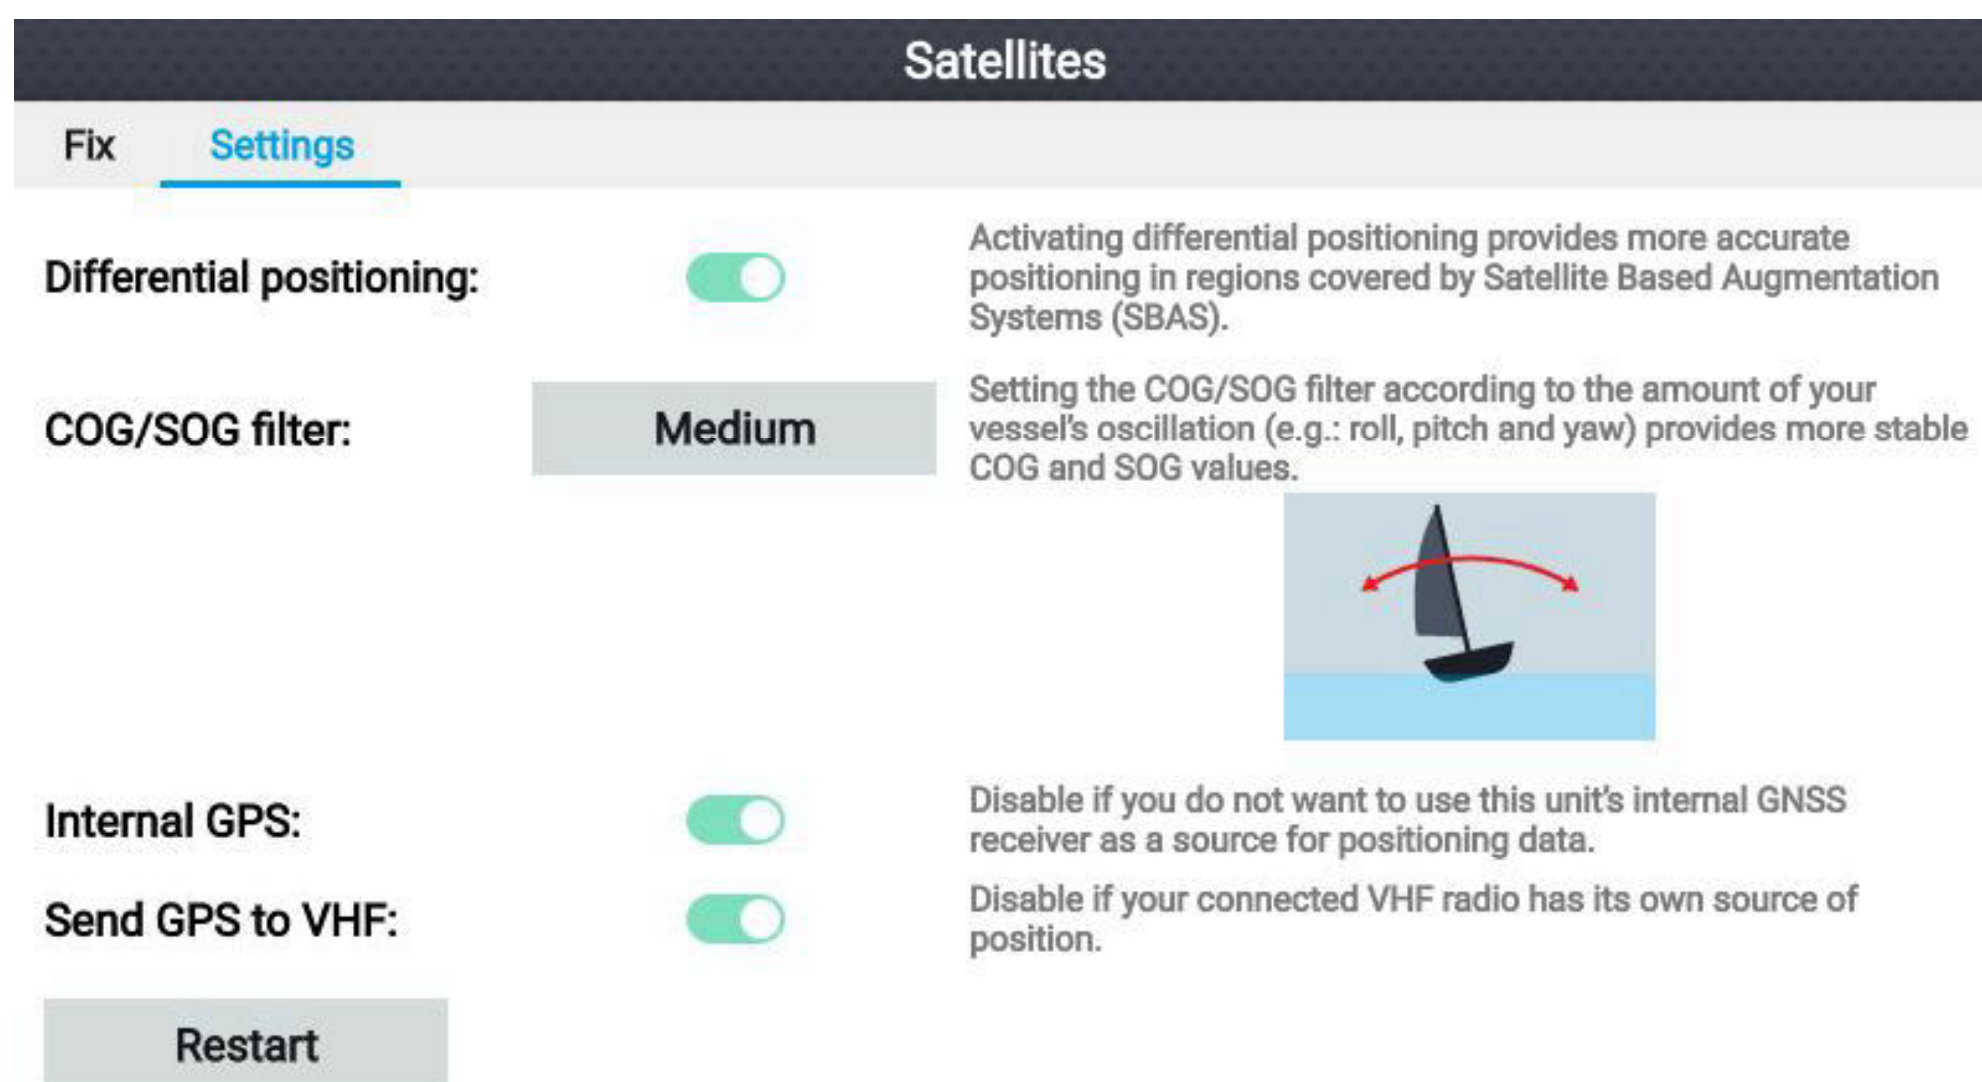 Satellites
Fix
Settings
Differential positioning:
Activating differential positioning provides more accurate
positioning in regions covered by Satellite Based Augmentation
Systems (SBAS).
COG/SOG filter:
Medium
Setting the COG/SOG filter according to the amount of your
vessel's oscillation (e.g.: roll, pitch and yaw) provides more stable
COG and SOG values.
Internal GPS:
Disable if you do not want to use this unit's internal GNSS
receiver as a source for positioning data.
Send GPS to VHF:
Disable if your connected VHF radio has its own source of
position.
Restart